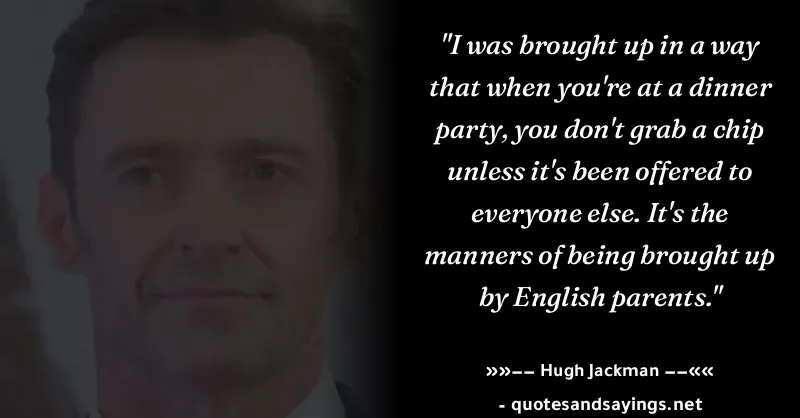 "I was brought up in a way
that when you're at a dinner
party, you don't grab a chip
unless it's been offered to
everyone else. It's the
manners of being brought up
by English parents."
»»−− Hugh Jackman −−««
- quotesandsayings.net